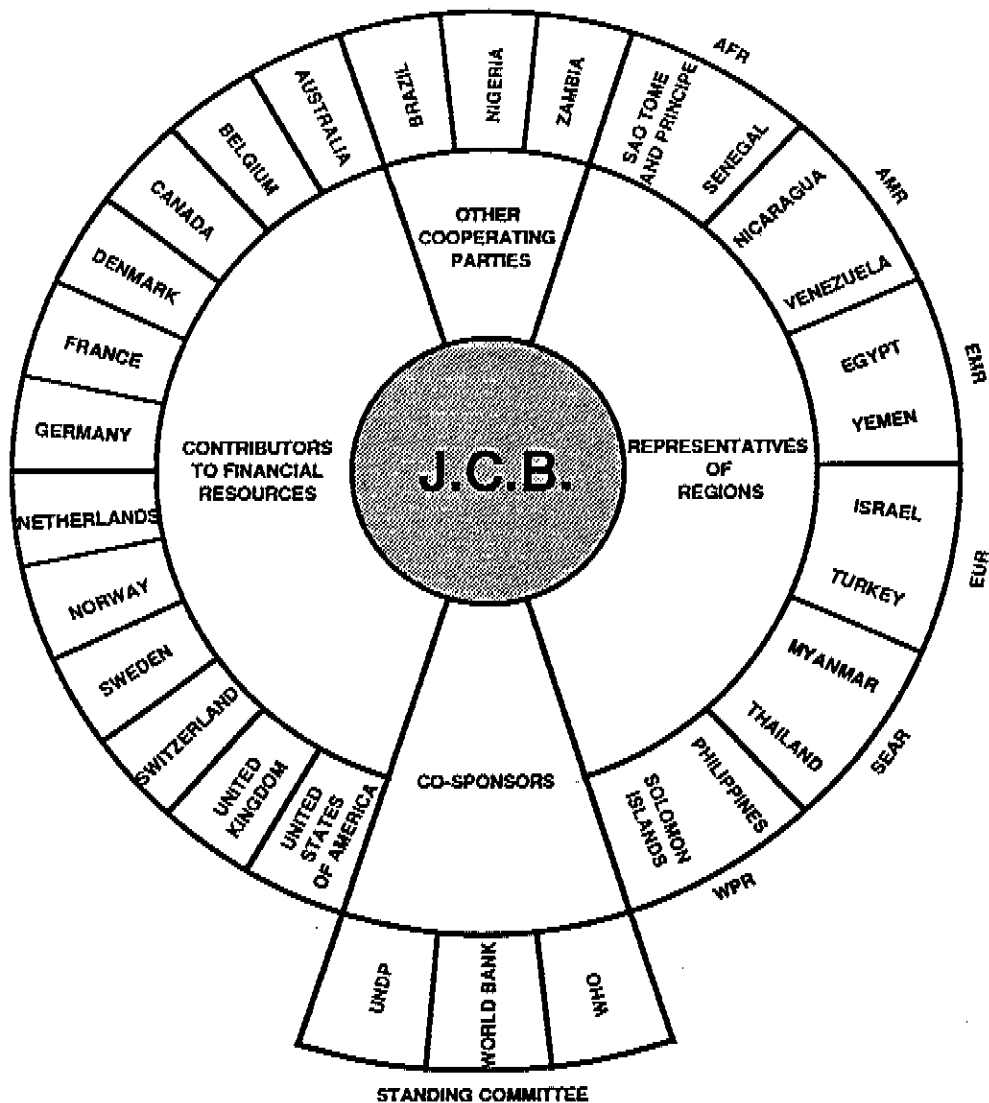 AFR
AMR
EMR
EUR
SEAR
WPR
BRAZIL
NIGERIA
ZAMBIA
SAO TOME
AND PRINCIPE
SENEGAL
NICARAGUA
VENEZUELA
EGYPT
YEMEN
ISRAEL
TURKEY
MYANMAR
THAILAND
PHILIPPINES
SOLOMON
ISLANDS
AUSTRALIA
BELGIUM
CANADA
DENMARK
FRANCE
GERMANY
NETHERLANDS
NORWAY
SWEDEN
SWITZERLAND
UNITED
KINGDOM
UNITED
STATES
OF AMERICA
OTHER
COOPERATING
PARTIES
CONTRIBUTORS
TO FINANCIAL
RESOURCES
J.C.B.
REPRESENTATIVES
OF
REGIONS
CO-SPONSORS
UNDP
WORLD BANK
WHO
STANDING COMMITTEE